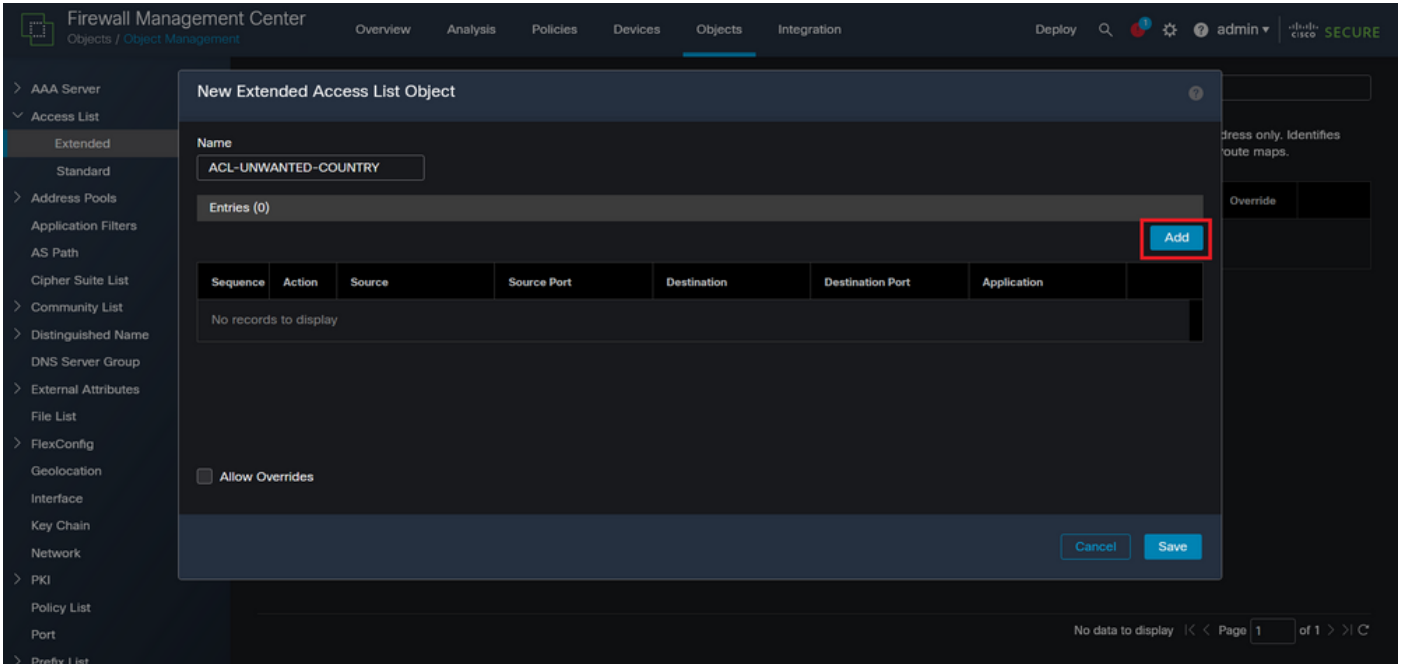 Firewall Management Center
Objects / Object Management
Overview Analysis Policies Devices Objects Integration Deploy 1 admin cisco SECURE
AAA Server
Access List
Extended
Standard
Address Pools
Application Filters
AS Path
Cipher Suite List
Community List
Distinguished Name
DNS Server Group
External Attributes
File List
FlexConfig
Geolocation
Interface
Key Chain
Network
PKI
Policy List
Port
Prefix List
New Extended Access List Object
Name
ACL-UNWANTED-COUNTRY
Entries (0)
Add
Sequence Action Source Source Port Destination Destination Port Application
No records to display
Allow Overrides
Cancel Save
dress only. Identifies
route maps.
Override
No data to display |< < Page 1 of 1 > >|